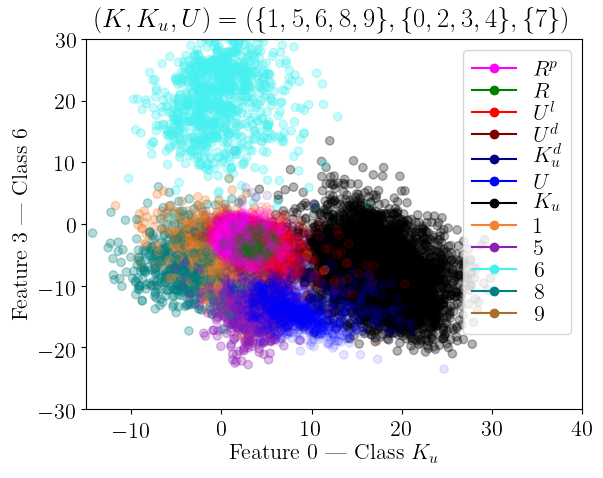 (K, K_u, U) = ({1, 5, 6, 8, 9}, {0, 2, 3, 4}, {7})
30
20
10
0
−10
−20
−30
Feature 3 — Class 6
R^p
R
U^l
U^d
K_u^d
U
K_u
1
5
6
8
9
−10
0
10
20
30
40
Feature 0 — Class K_u